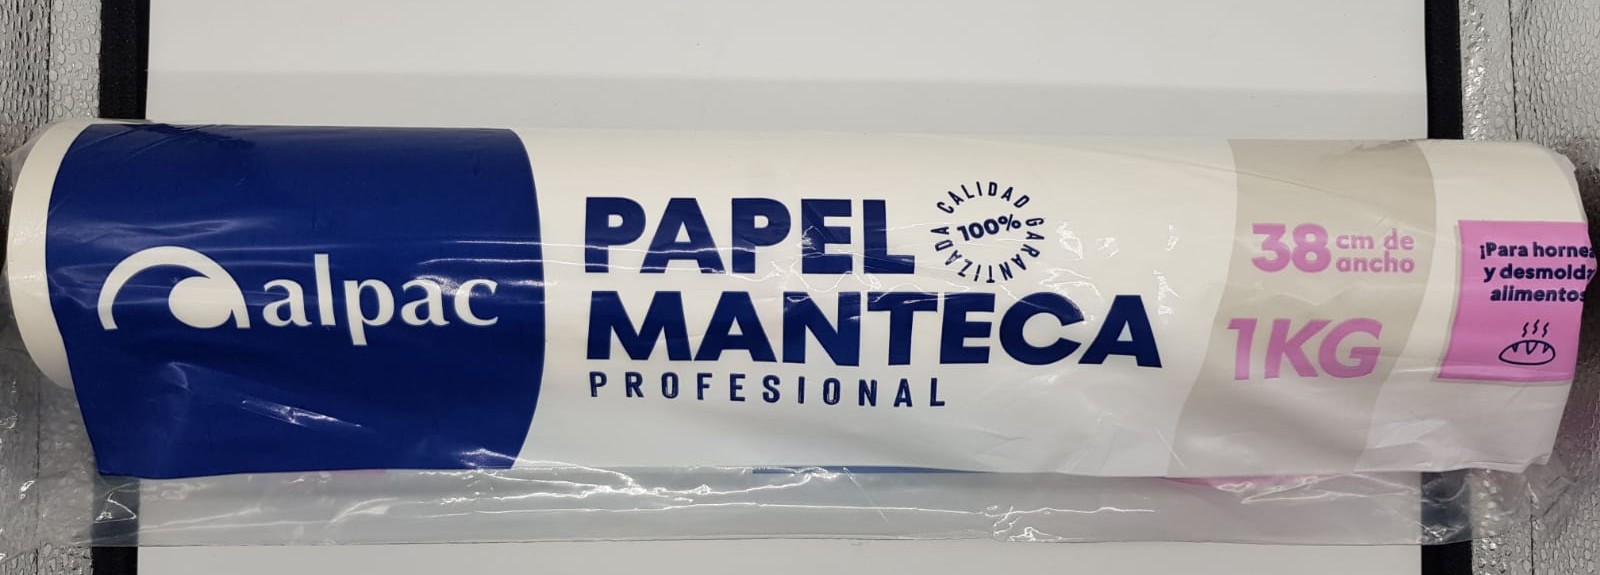 alpac
PAPEL
MANTECA
PROFESIONAL
CALIDAD GARANTIZADA
100%
38 cm de
ancho
1KG
¡Para hornea
y desmolda
alimentos